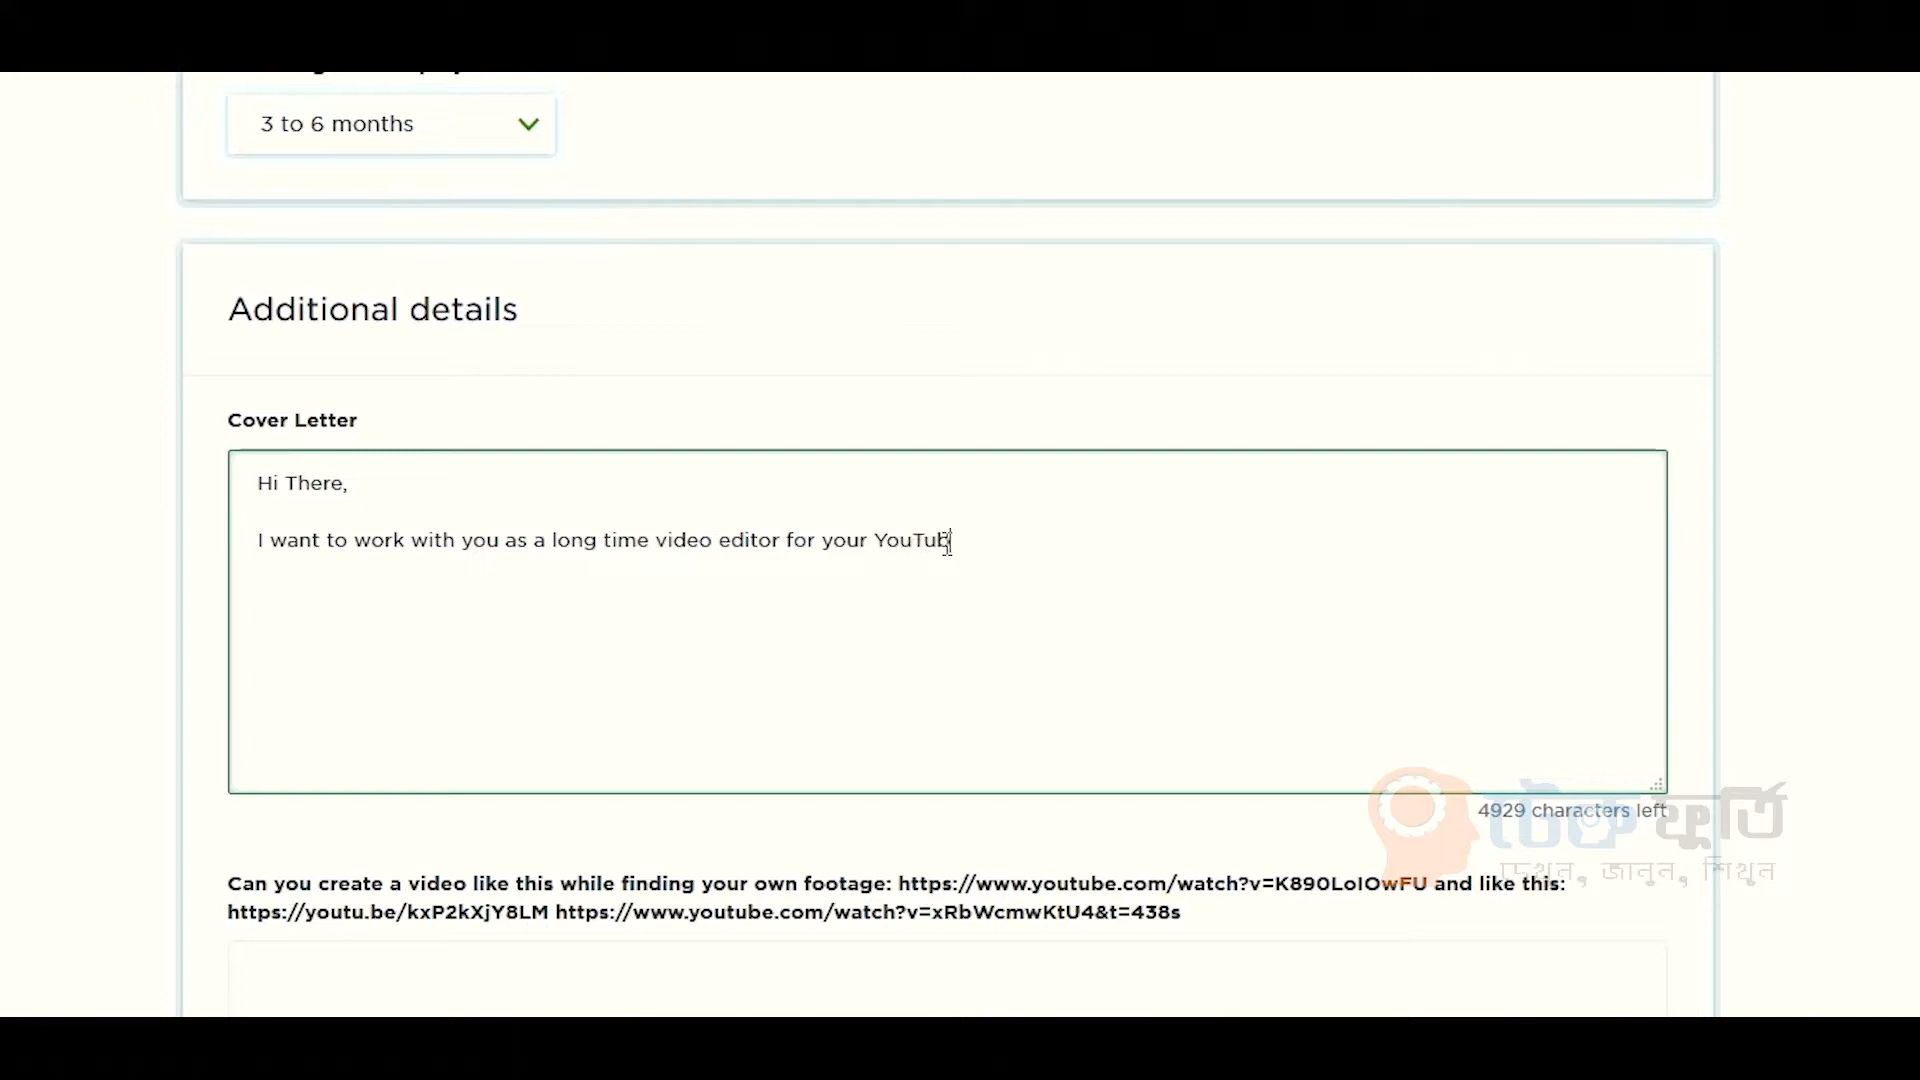 3 to 6 months
Additional details
Cover Letter
Hi There,
I want to work with you as a long time video editor for your YouTub
4929 characters left
টেক ফুর্তি
দেখুন, জানুন, শিখুন
Can you create a video like this while finding your own footage: https://www.youtube.com/watch?v=K890LoIOwFU and like this:
https://youtu.be/kxP2kXjY8LM https://www.youtube.com/watch?v=xRbWcmwKtU4&t=438s